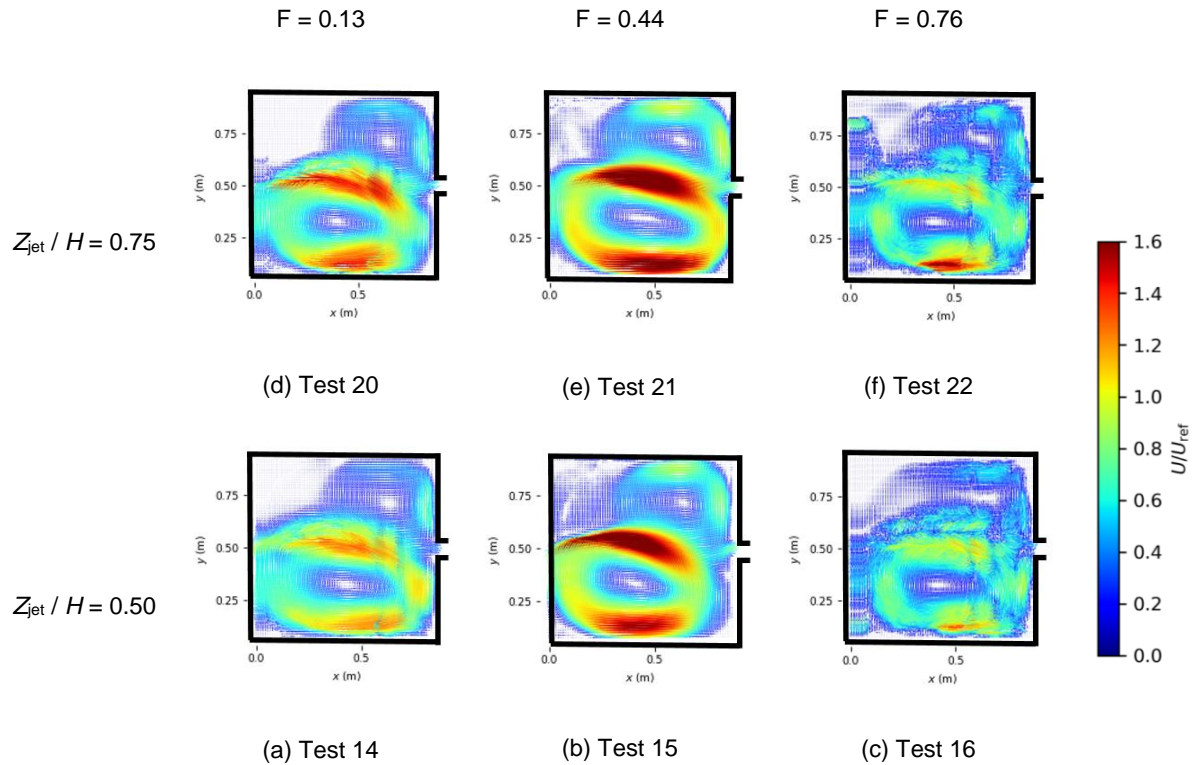 F = 0.13
F = 0.44
F = 0.76
Zjet / H = 0.75
y (m)
0.75
0.50
0.25
0.0
0.5
x (m)
y (m)
0.75
0.50
0.25
0.0
0.5
x (m)
y (m)
0.75
0.50
0.25
0.0
0.5
x (m)
(d) Test 20
(e) Test 21
(f) Test 22
1.6
1.4
1.2
1.0
0.8
0.6
0.4
0.2
0.0
U/Uref
Zjet / H = 0.50
y (m)
0.75
0.50
0.25
0.0
0.5
x (m)
y (m)
0.75
0.50
0.25
0.0
0.5
x (m)
y (m)
0.75
0.50
0.25
0.0
0.5
x (m)
(a) Test 14
(b) Test 15
(c) Test 16